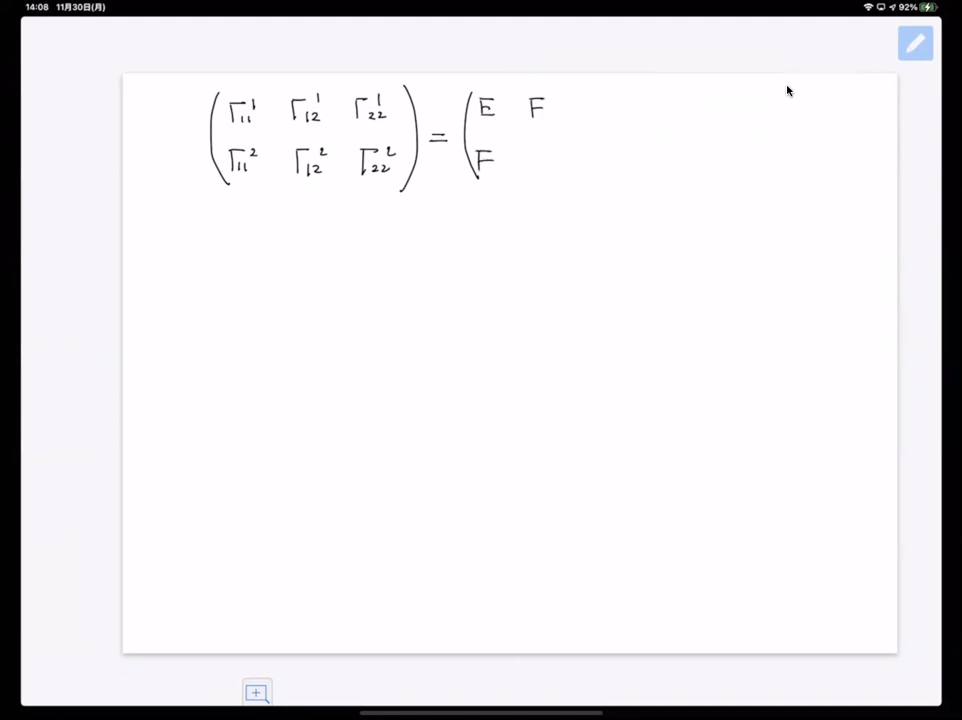 14:08 11月30日(月) 92%
( Γ₁₁¹ Γ₁₂¹ Γ₂₂¹ ) = ( E F
Γ₁₁² Γ₁₂² Γ₂₂² F